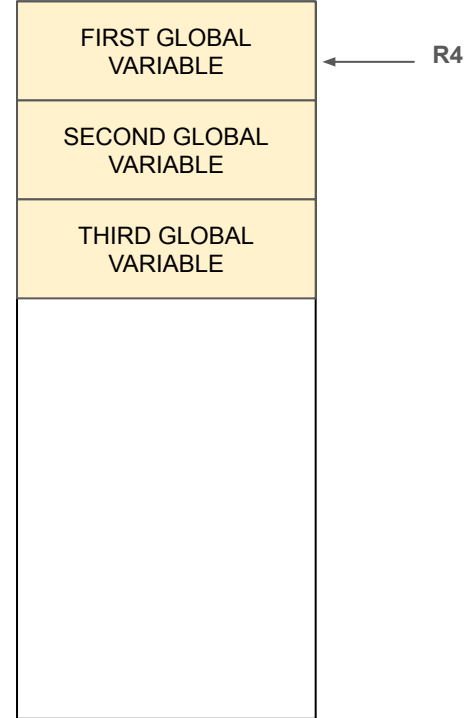 FIRST GLOBAL
VARIABLE
R4
SECOND GLOBAL
VARIABLE
THIRD GLOBAL
VARIABLE